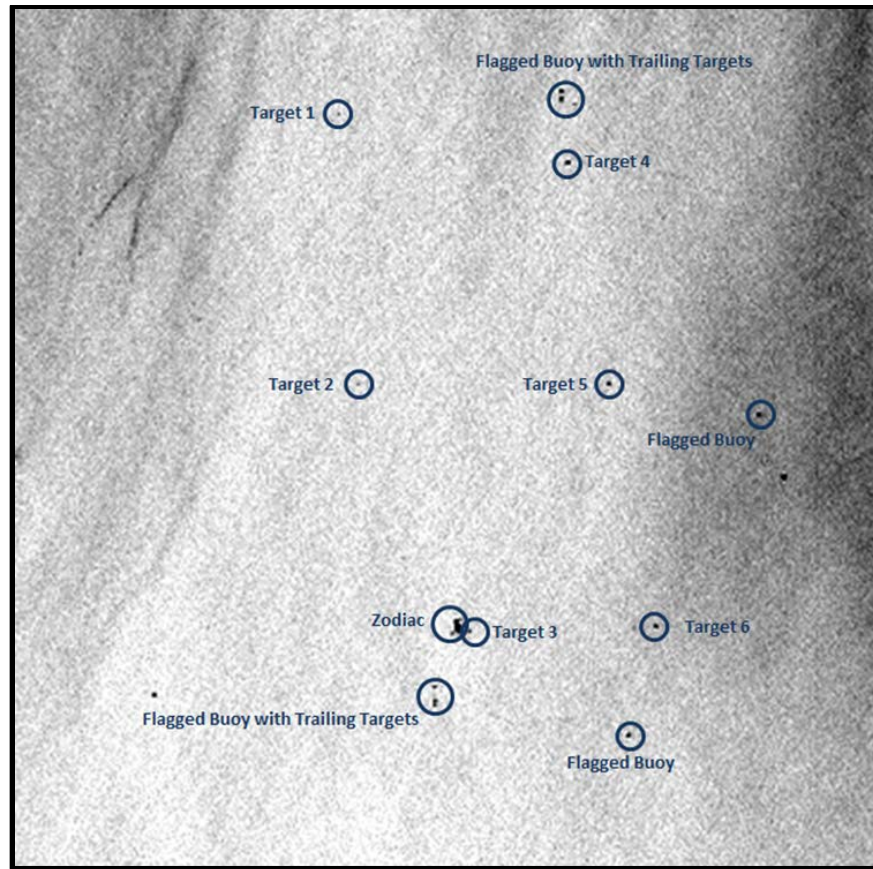 Flagged Buoy with Trailing Targets
Target 1
Target 4
Target 2
Target 5
Flagged Buoy
Zodiac
Target 3
Target 6
Flagged Buoy with Trailing Targets
Flagged Buoy